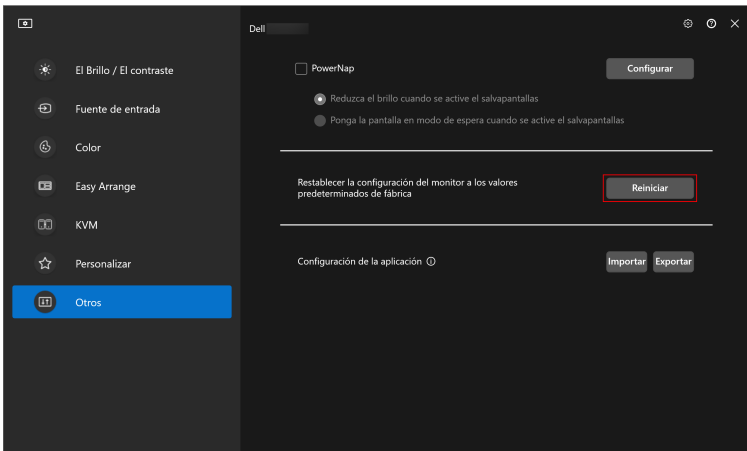 Dell
El Brillo / El contraste
Fuente de entrada
Color
Easy Arrange
KVM
Personalizar
Otros
PowerNap
Configurar
Reduzca el brillo cuando se active el salvapantallas
Ponga la pantalla en modo de espera cuando se active el salvapantallas
Restablecer la configuración del monitor a los valores
predeterminados de fábrica
Reiniciar
Configuración de la aplicación
Importar
Exportar